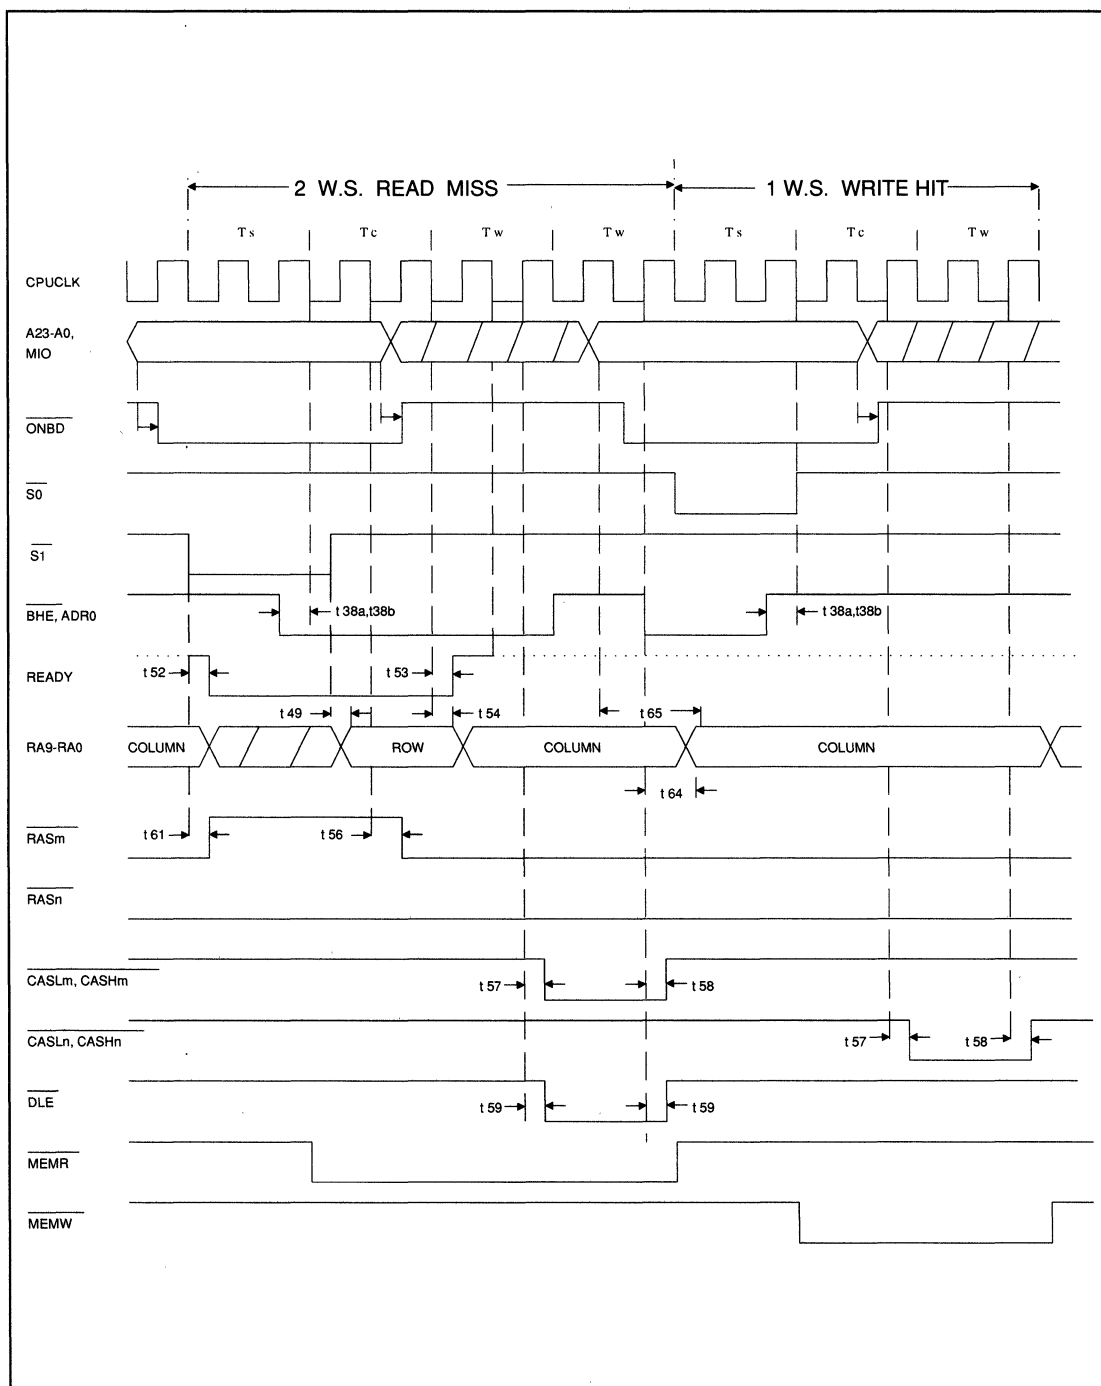 2 W.S. READ MISS 1 W.S. WRITE HIT
Ts Tc Tw Tw Ts Tc Tw
CPUCLK
A23-A0,
MIO
ONBD
S0
S1
BHE, ADR0 t 38a,t38b t 38a,t38b
READY t 52 t 53
t 49 t 54 t 65
RA9-RA0 COLUMN ROW COLUMN COLUMN
t 64
RASm t 61 t 56
RASn
CASLm, CASHm t 57 t 58
CASLn, CASHn t 57 t 58
DLE t 59 t 59
MEMR
MEMW